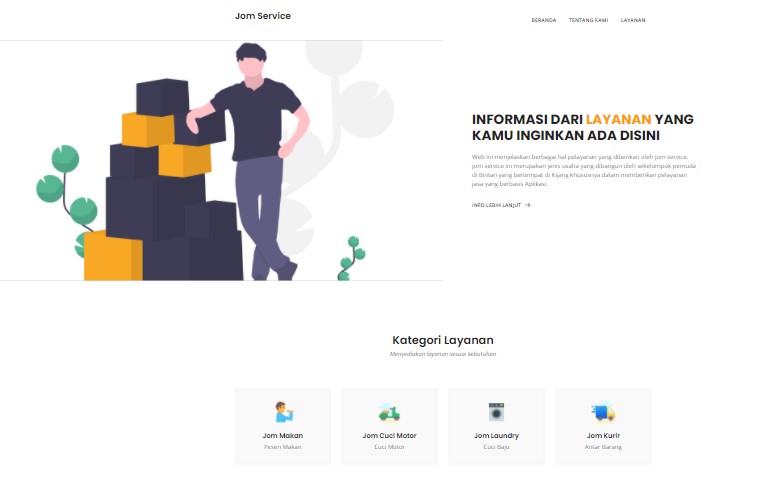 Jom Service
BERANDA TENTANG KAMI LAYANAN
INFORMASI DARI LAYANAN YANG
KAMU INGINKAN ADA DISINI
Web ini menjelaskan berbagai hal pelayanan yang diberikan oleh jom service.
jom service ini merupakan jenis usaha yang dibangun oleh sekelompok pemuda
di Bintan yang bertempat di Kijang khususnya dalam memberikan pelayanan
jasa yang berbasis Aplikasi.
INFO LEBIH LANJUT →
Kategori Layanan
Menyediakan layanan sesuai kebutuhan
Jom Makan
Pesen Makan
Jom Cuci Motor
Cuci Motor
Jom Laundry
Cuci Baju
Jom Kurir
Antar Barang